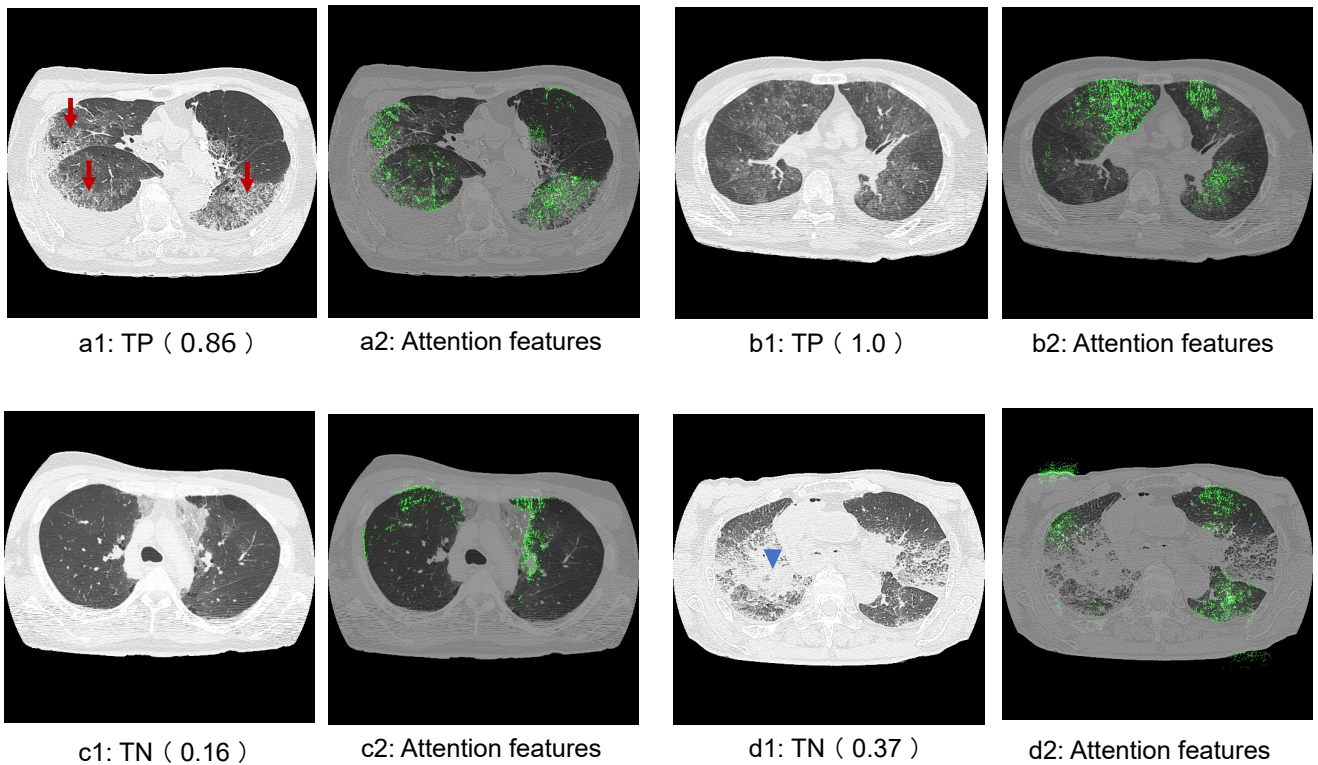 a1: TP（0.86）
a2: Attention features
b1: TP（1.0）
b2: Attention features
c1: TN（0.16）
c2: Attention features
d1: TN（0.37）
d2: Attention features